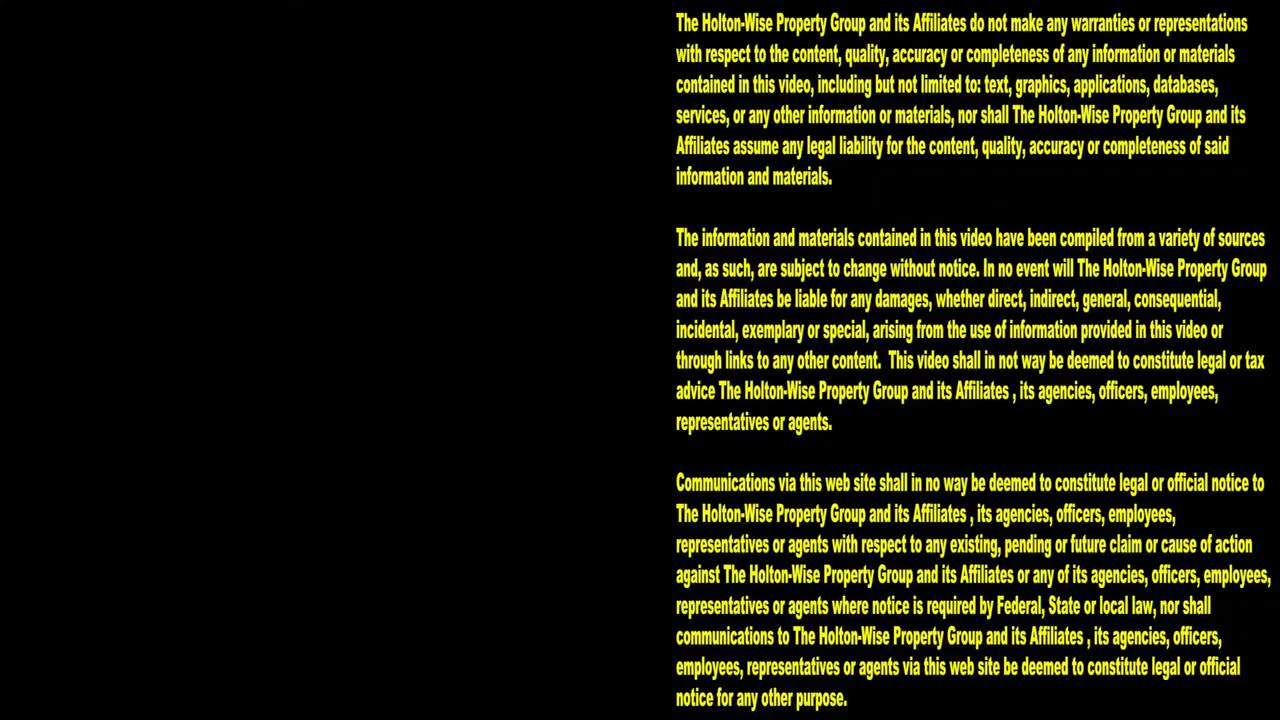 The Holton-Wise Property Group and its Affiliates do not make any warranties or representations
with respect to the content, quality, accuracy or completeness of any information or materials
contained in this video, including but not limited to: text, graphics, applications, databases,
services, or any other information or materials, nor shall The Holton-Wise Property Group and its
Affiliates assume any legal liability for the content, quality, accuracy or completeness of said
information and materials.
The information and materials contained in this video have been compiled from a variety of sources
and, as such, are subject to change without notice. In no event will The Holton-Wise Property Group
and its Affiliates be liable for any damages, whether direct, indirect, general, consequential,
incidental, exemplary or special, arising from the use of information provided in this video or
through links to any other content.  This video shall in not way be deemed to constitute legal or tax
advice The Holton-Wise Property Group and its Affiliates , its agencies, officers, employees,
representatives or agents.
Communications via this web site shall in no way be deemed to constitute legal or official notice to
The Holton-Wise Property Group and its Affiliates , its agencies, officers, employees,
representatives or agents with respect to any existing, pending or future claim or cause of action
against The Holton-Wise Property Group and its Affiliates or any of its agencies, officers, employees,
representatives or agents where notice is required by Federal, State or local law, nor shall
communications to The Holton-Wise Property Group and its Affiliates , its agencies, officers,
employees, representatives or agents via this web site be deemed to constitute legal or official
notice for any other purpose.